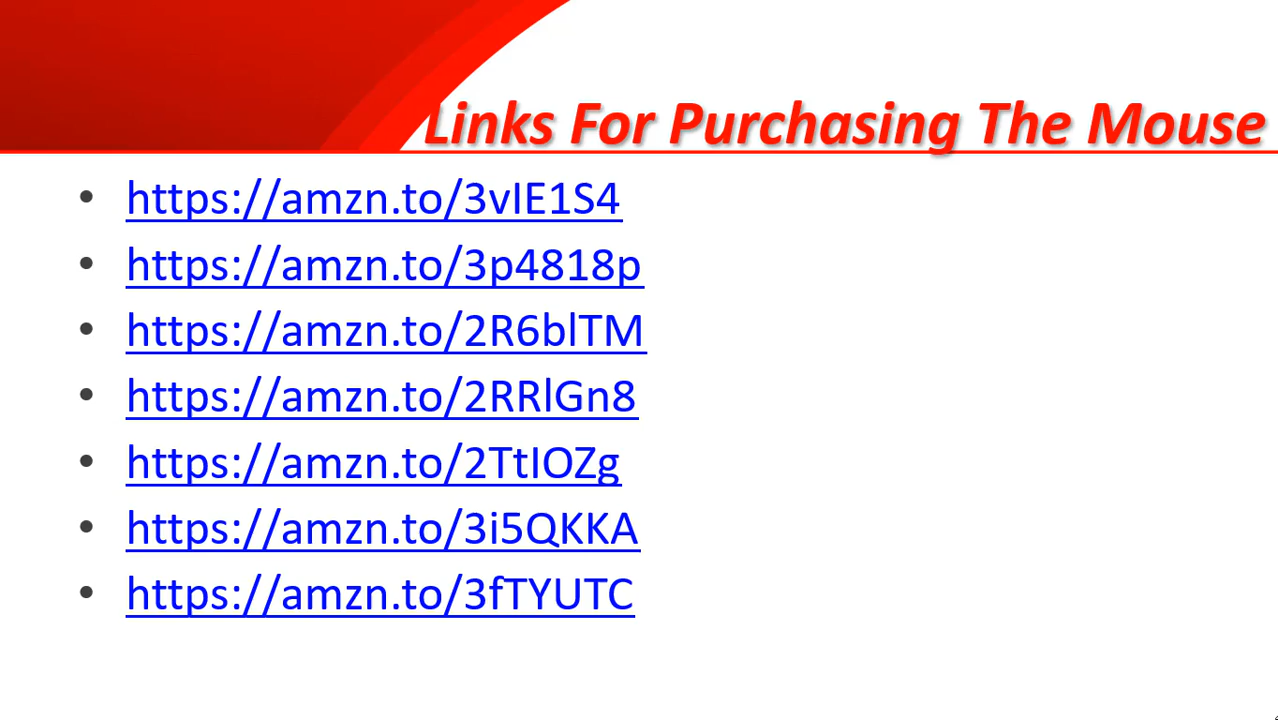 Links For Purchasing The Mouse
• https://amzn.to/3vIE1S4
• https://amzn.to/3p4818p
• https://amzn.to/2R6blTM
• https://amzn.to/2RRlGn8
• https://amzn.to/2TtIOZg
• https://amzn.to/3i5QKKA
• https://amzn.to/3fTYUTC